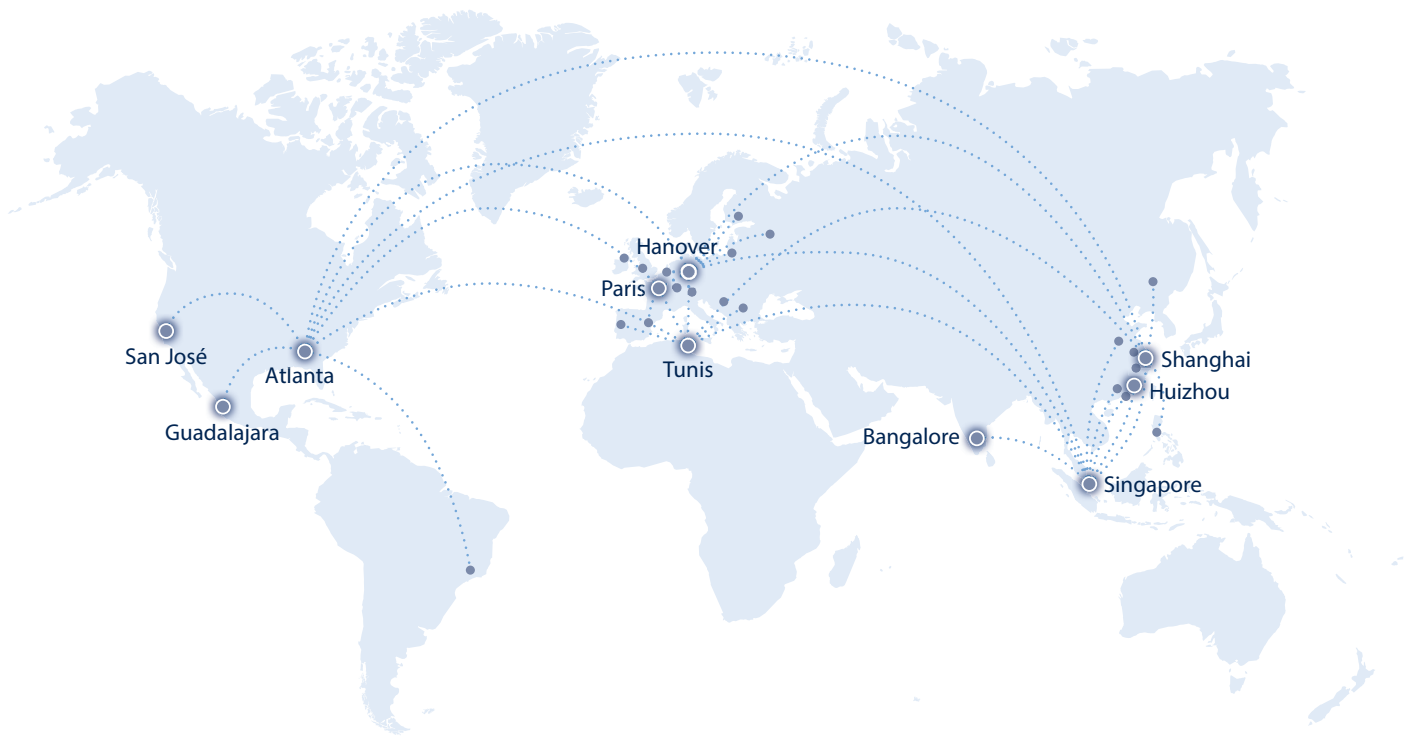 Hanover
Paris
San José
Atlanta
Tunis
Shanghai
Huizhou
Guadalajara
Bangalore
Singapore